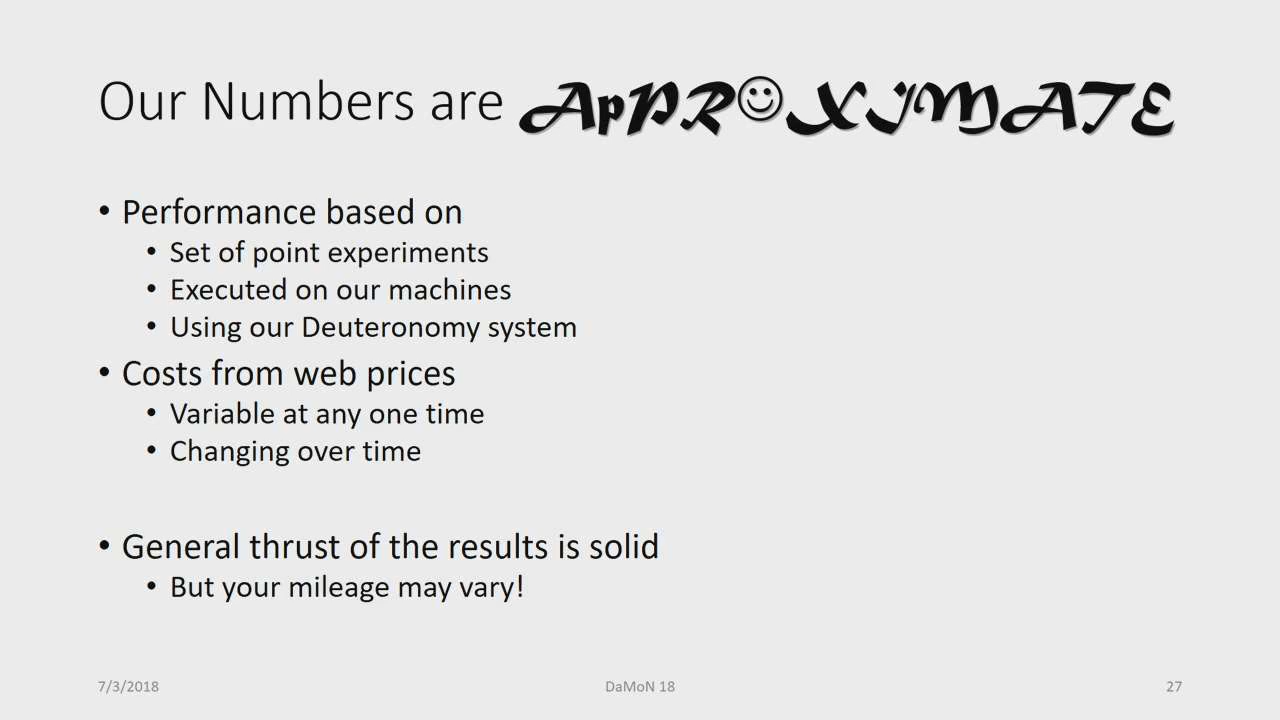 Our Numbers are ApPR☺XIMATE
• Performance based on
• Set of point experiments
• Executed on our machines
• Using our Deuteronomy system
• Costs from web prices
• Variable at any one time
• Changing over time
• General thrust of the results is solid
• But your mileage may vary!
7/3/2018
DaMoN 18
27